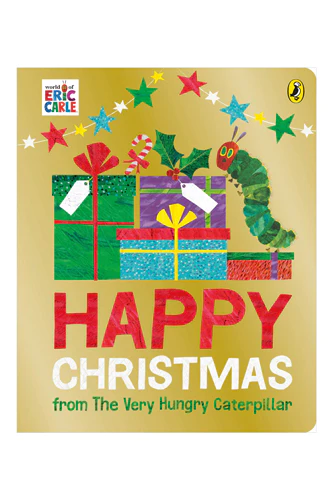 world of
ERIC
CARLE
HAPPY
CHRISTMAS
from The Very Hungry Caterpillar